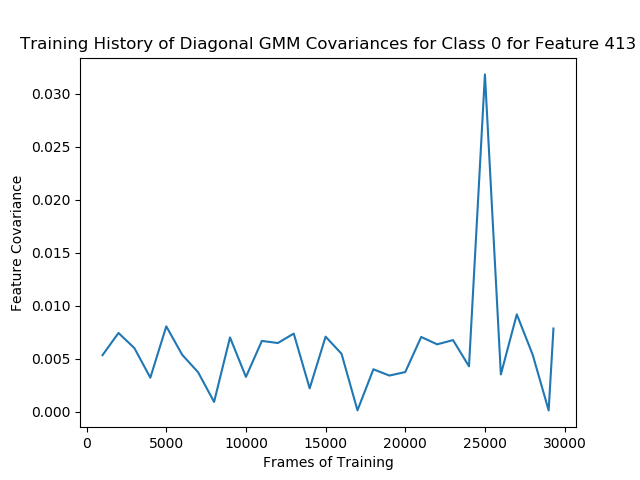 Training History of Diagonal GMM Covariances for Class 0 for Feature 413
0.030
0.025
0.020
0.015
0.010
0.005
0.000
Feature Covariance
0 5000 10000 15000 20000 25000 30000
Frames of Training